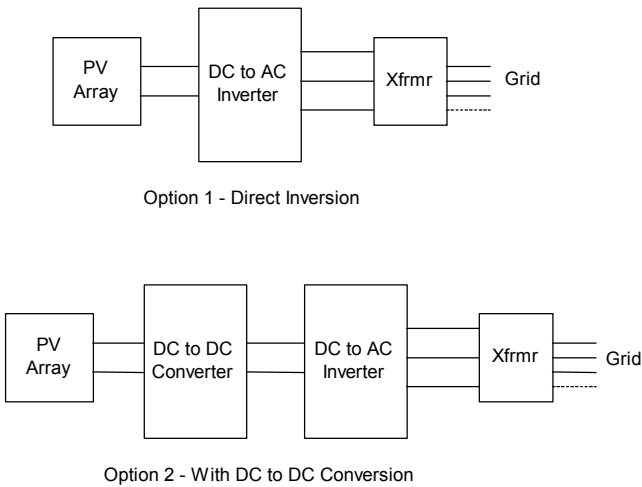 PV
Array
DC to AC
Inverter
Xfrmr
Grid
Option 1 - Direct Inversion
PV
Array
DC to DC
Converter
DC to AC
Inverter
Xfrmr
Grid
Option 2 - With DC to DC Conversion